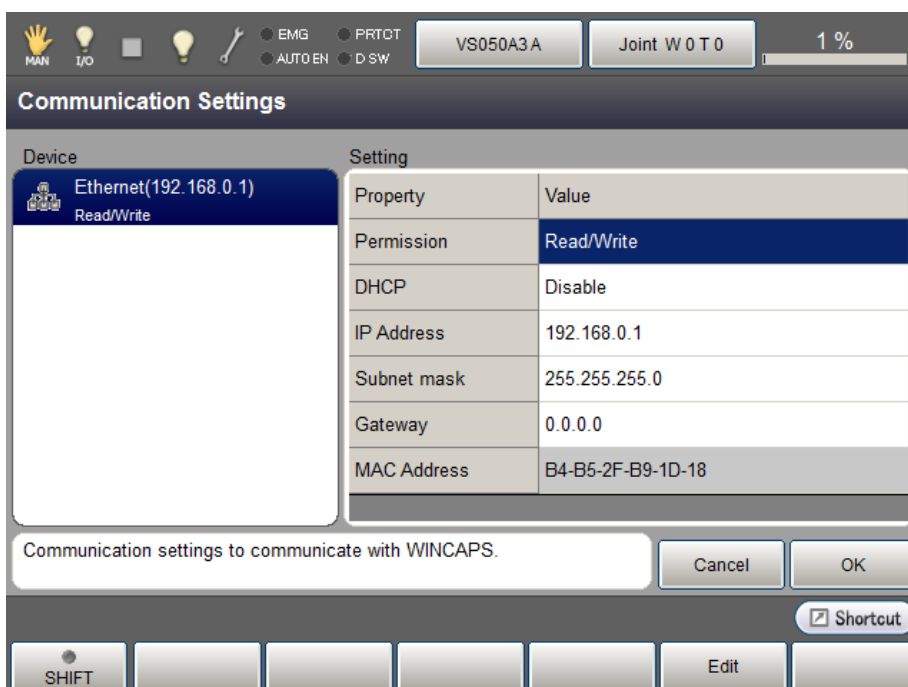 MAN
I/O
EMG
AUTO EN
PRTCT
D SW
VS050A3 A
Joint W 0 T 0
1 %
Communication Settings
Device
Setting
Ethernet(192.168.0.1)
Read/Write
Property Value
Permission Read/Write
DHCP Disable
IP Address 192.168.0.1
Subnet mask 255.255.255.0
Gateway 0.0.0.0
MAC Address B4-B5-2F-B9-1D-18
Communication settings to communicate with WINCAPS.
Cancel
OK
Shortcut
SHIFT
Edit